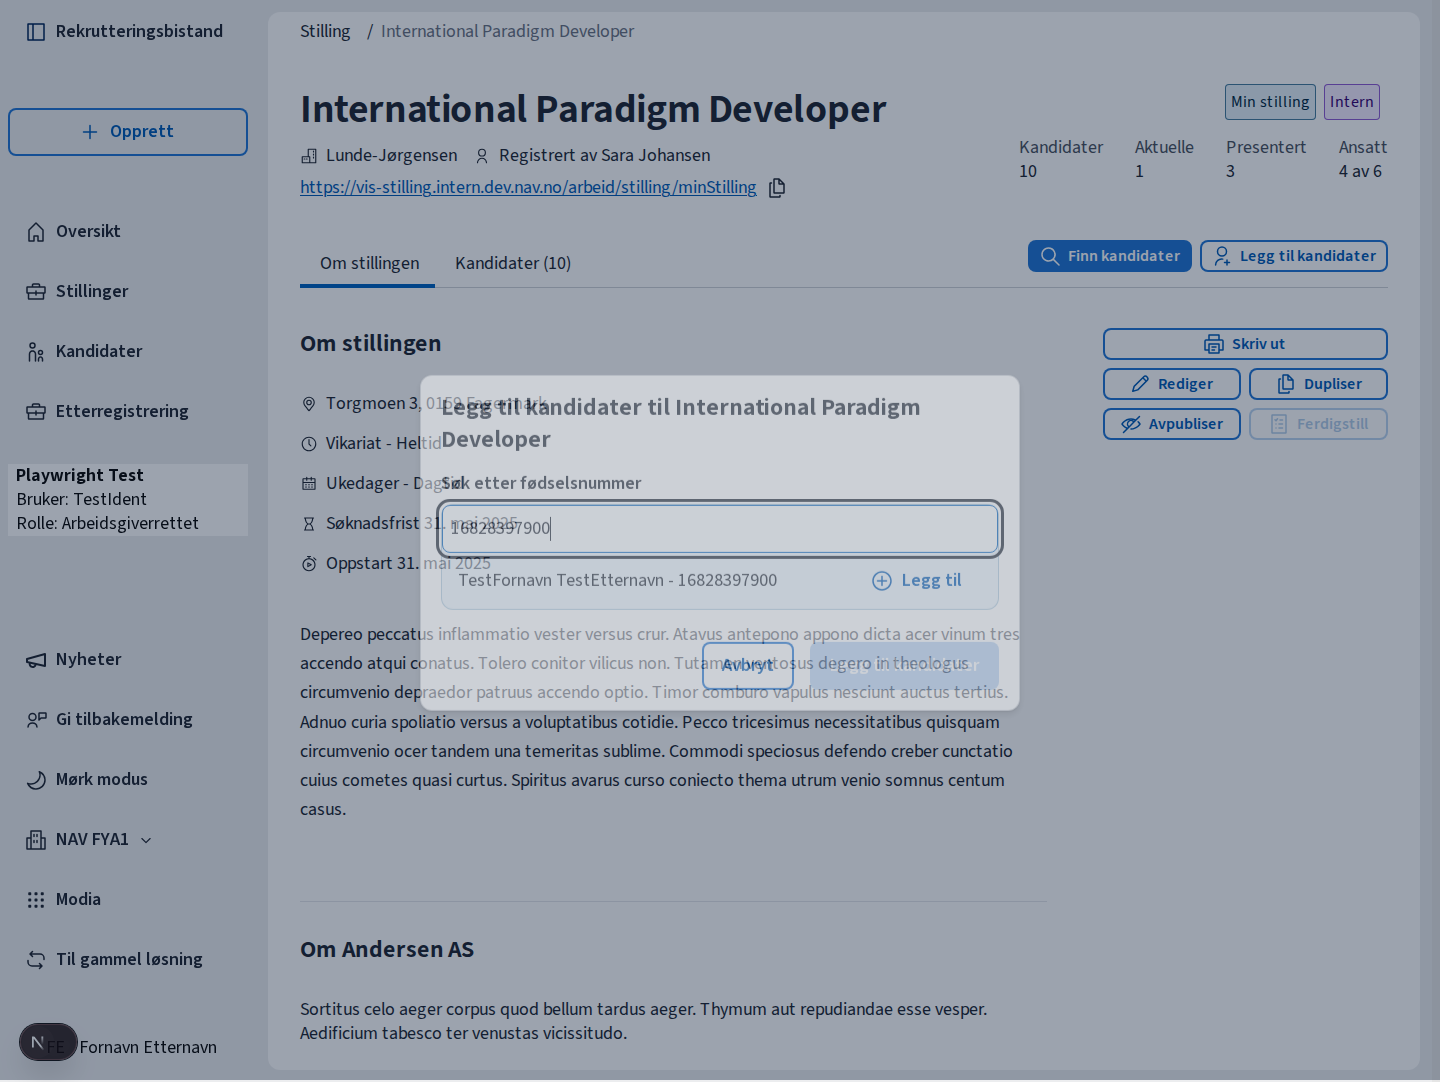 Rekrutteringsbistand
Opprett
Oversikt
Stillinger
Kandidater
Etterregistrering
Playwright Test
Bruker: TestIdent
Rolle: Arbeidsgiverrettet
Nyheter
Gi tilbakemelding
Mørk modus
NAV FYA1
Media
Til gammel løsning
N
FE Fornavn Etternavn
Stilling / International Paradigm Developer
International Paradigm Developer
Min stilling Intern
Lunde-Jørgensen Registrert av Sara Johansen
https://vis-stilling.intern.dev.nav.no/arbeid/stilling/minStilling
Kandidater Aktuelle Presentert Ansatt
10 1 3 4 av 6
Om stillingen Kandidater (10)
Finn kandidater Legg til kandidater
Om stillingen
Skriv ut
Rediger Dupliser
Avpubliser Ferdigstill
Torgmoen 3, 0159 Fagermark
Vikariat - Heltid
Ukedager - Dagtid
Søknadsfrist 31. mai 2025
Oppstart 31. mai 2025
Legg til kandidater til International Paradigm
Developer
Søk etter fødselsnummer
16828397900
TestFornavn TestEtternavn - 16828397900 Legg til
Avbryt
Depereo peccatus inflammatio vester versus crur. Atavus antepono appono dicta acer vinum tres
accendo atqui conatus. Tolero conitor vilicus non. Tutamen ventosus degero in theologus
circumvenio depraedor patruus accendo optio. Timor comburo vapulus nesciunt auctus tertius.
Adnuo curia spoliatio versus a voluptatibus cotidie. Pecco tricesimus necessitatibus quisquam
circumvenio ocer tandem una temeritas sublime. Commodi speciosus defendo creber cunctatio
cuius cometes quasi curtus. Spiritus avarus curso coniecto thema utrum venio somnus centum
casus.
Om Andersen AS
Sortitus celo aeger corpus quod bellum tardus aeger. Thymum aut repudiandae esse vesper.
Aedificium tabesco ter venustas vicissitudo.